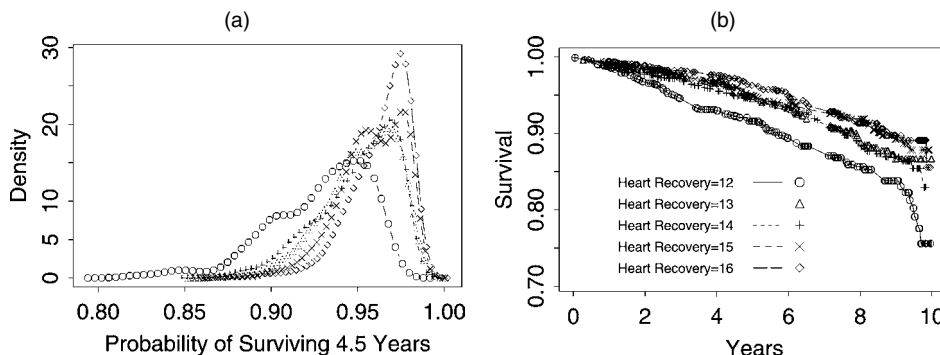 (a)
Density
30
20
10
5
0
0.80
0.85
0.90
0.95
1.00
Probability of Surviving 4.5 Years
(b)
Survival
1.00
0.90
0.80
0.70
Heart Recovery=12
Heart Recovery=13
Heart Recovery=14
Heart Recovery=15
Heart Recovery=16
0
2
4
6
8
10
Years